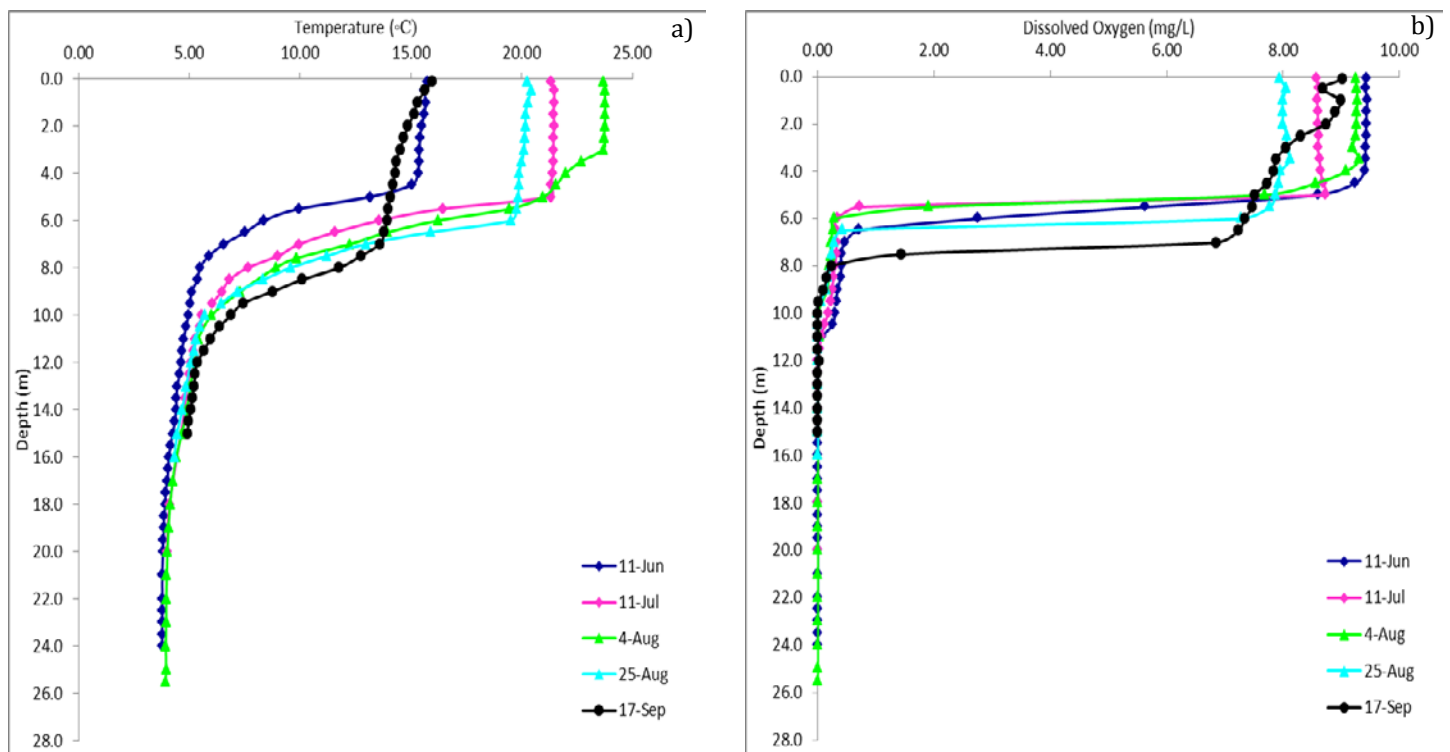 Temperature (◦C)
a)
0.00 5.00 10.00 15.00 20.00 25.00
0.0
2.0
4.0
6.0
8.0
10.0
12.0
14.0
16.0
18.0
20.0
22.0
24.0
26.0
28.0
Depth (m)
11-Jun
11-Jul
4-Aug
25-Aug
17-Sep
Dissolved Oxygen (mg/L)
b)
0.00 2.00 4.00 6.00 8.00 10.00
0.0
2.0
4.0
6.0
8.0
10.0
12.0
14.0
16.0
18.0
20.0
22.0
24.0
26.0
28.0
Depth (m)
11-Jun
11-Jul
4-Aug
25-Aug
17-Sep